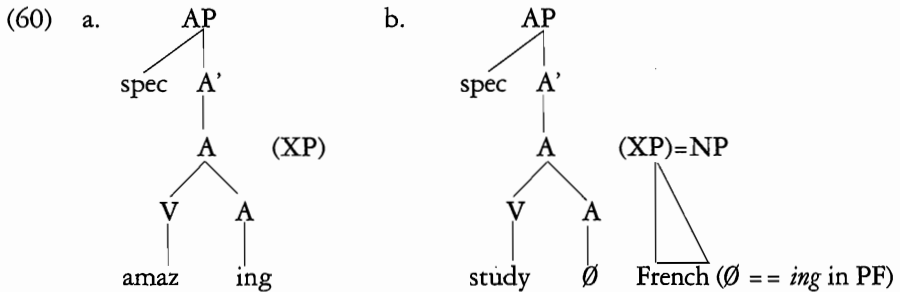 (60) a. AP b. AP
spec A’ spec A’
A (XP) A (XP)=NP
V A V A
amaz ing study Ø French (Ø == ing in PF)